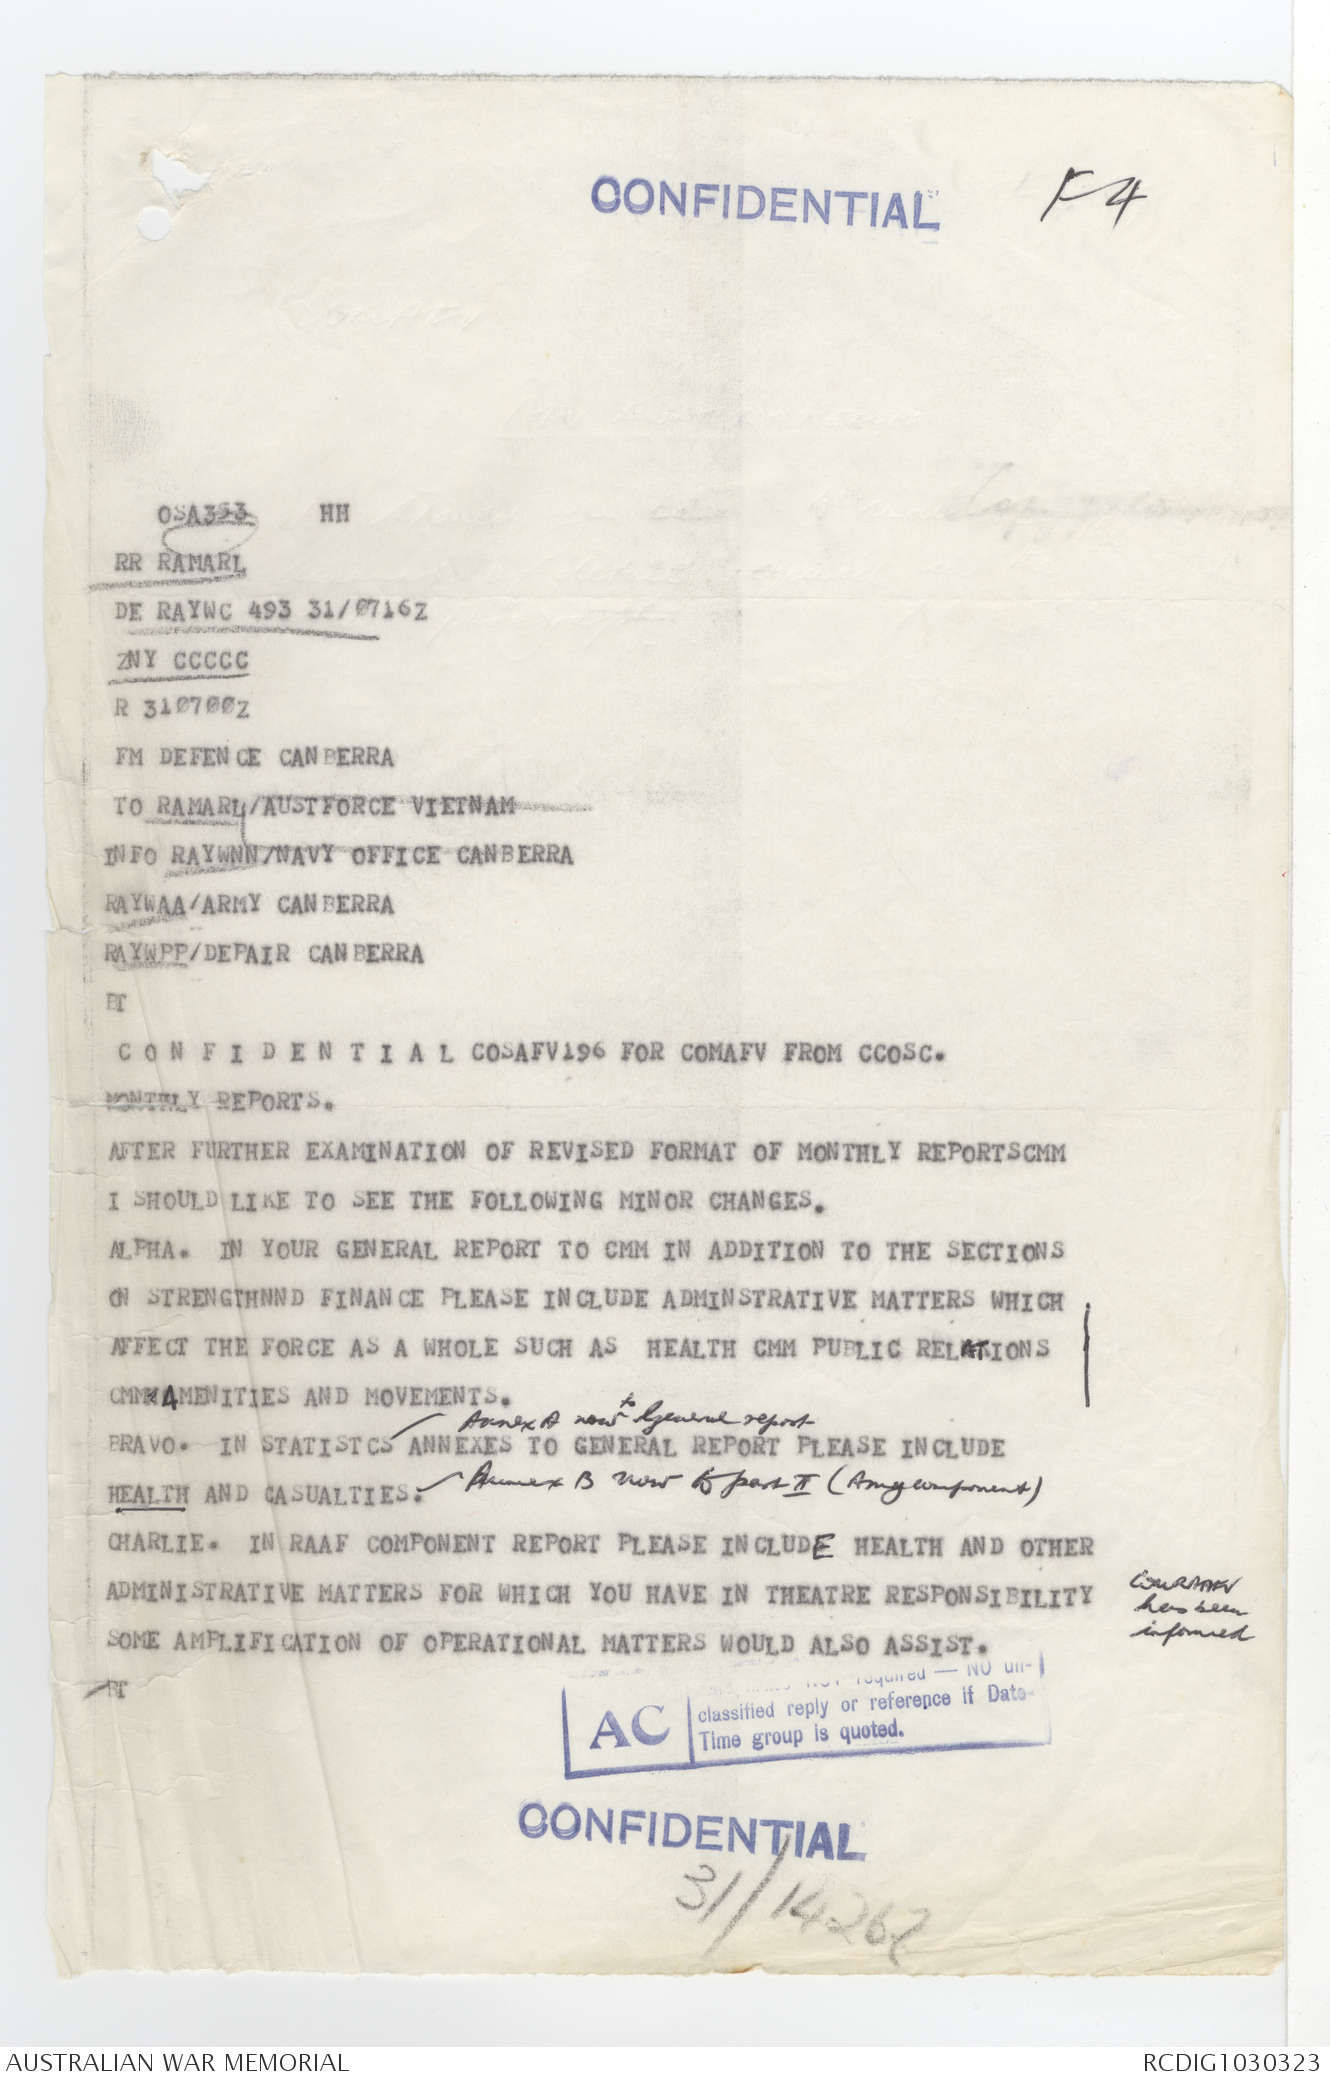 CONFIDENTIAL
F4
OSA393 HH
RR RAMARL
DE RAYWC 493 31/0716Z
ZNY CCCCC
R 310700Z
FM DEFENCE CANBERRA
TO RAMARL/AUSTFORCE VIETNAM
INFO RAYWNN/NAVY OFFICE CANBERRA
RAYWAA/ARMY CANBERRA
RAYWPP/DEPAIR CANBERRA
BT
C O N F I D E N T I A L COSAFV196 FOR COMAFV FROM CCOSC.
MONTHLY REPORTS.
AFTER FURTHER EXAMINATION OF REVISED FORMAT OF MONTHLY REPORTSCMM
I SHOULD LIKE TO SEE THE FOLLOWING MINOR CHANGES.
ALPHA. IN YOUR GENERAL REPORT TO CMM IN ADDITION TO THE SECTIONS
ON STRENGTHNND FINANCE PLEASE INCLUDE ADMINSTRATIVE MATTERS WHICH
AFFECT THE FORCE AS A WHOLE SUCH AS HEALTH CMM PUBLIC RELATIONS
CMM AMENITIES AND MOVEMENTS.
Annex A now to General report
BRAVO. IN STATISTCS ANNEXES TO GENERAL REPORT PLEASE INCLUDE
HEALTH AND CASUALTIES.
Annex B now to part II (Army component)
CHARLIE. IN RAAF COMPONENT REPORT PLEASE INCLUDE HEALTH AND OTHER
ADMINISTRATIVE MATTERS FOR WHICH YOU HAVE IN THEATRE RESPONSIBILITY
has been
informed
SOME AMPLIFICATION OF OPERATIONAL MATTERS WOULD ALSO ASSIST.
BT
AC
required — NO un-
classified reply or reference if Date-
Time group is quoted.
CONFIDENTIAL
31/1426Z
AUSTRALIAN WAR MEMORIAL
RCDIG1030323